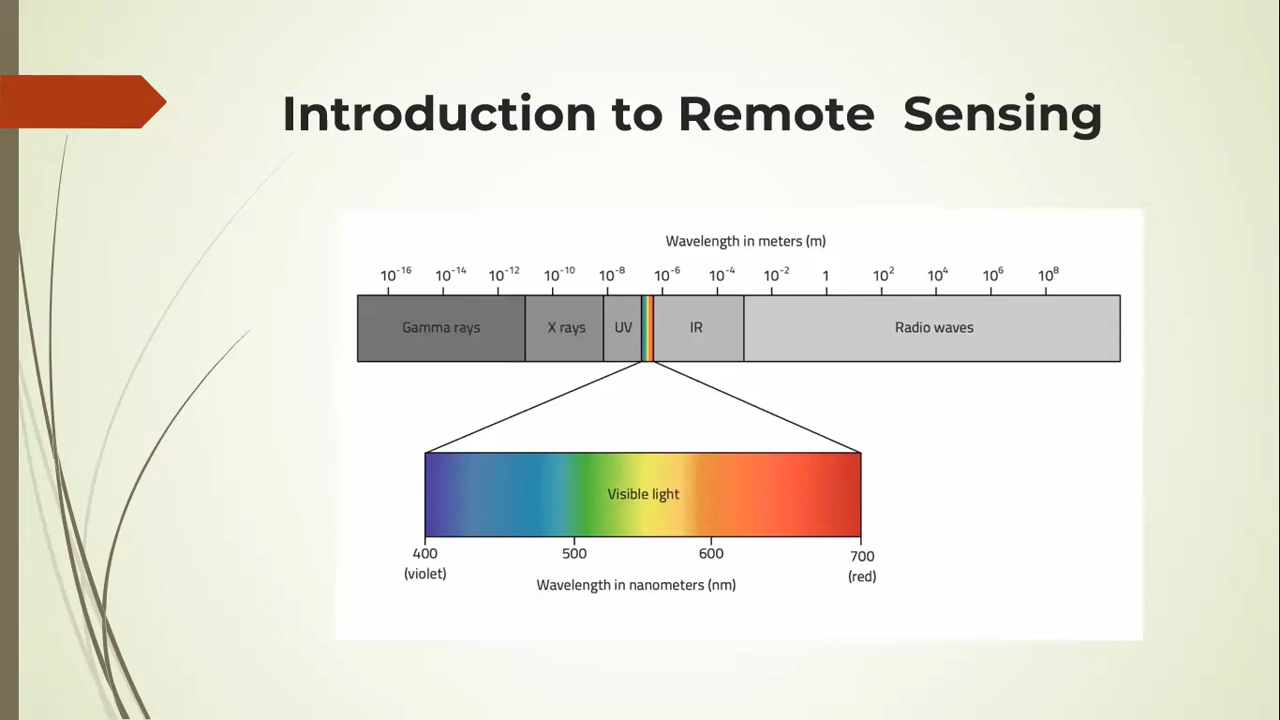 Introduction to Remote  Sensing
Wavelength in meters (m)
10⁻¹⁶ 10⁻¹⁴ 10⁻¹² 10⁻¹⁰ 10⁻⁸ 10⁻⁶ 10⁻⁴ 10⁻² 1 10² 10⁴ 10⁶ 10⁸
Gamma rays X rays UV IR Radio waves
Visible light
400 500 600 700
(violet) (red)
Wavelength in nanometers (nm)